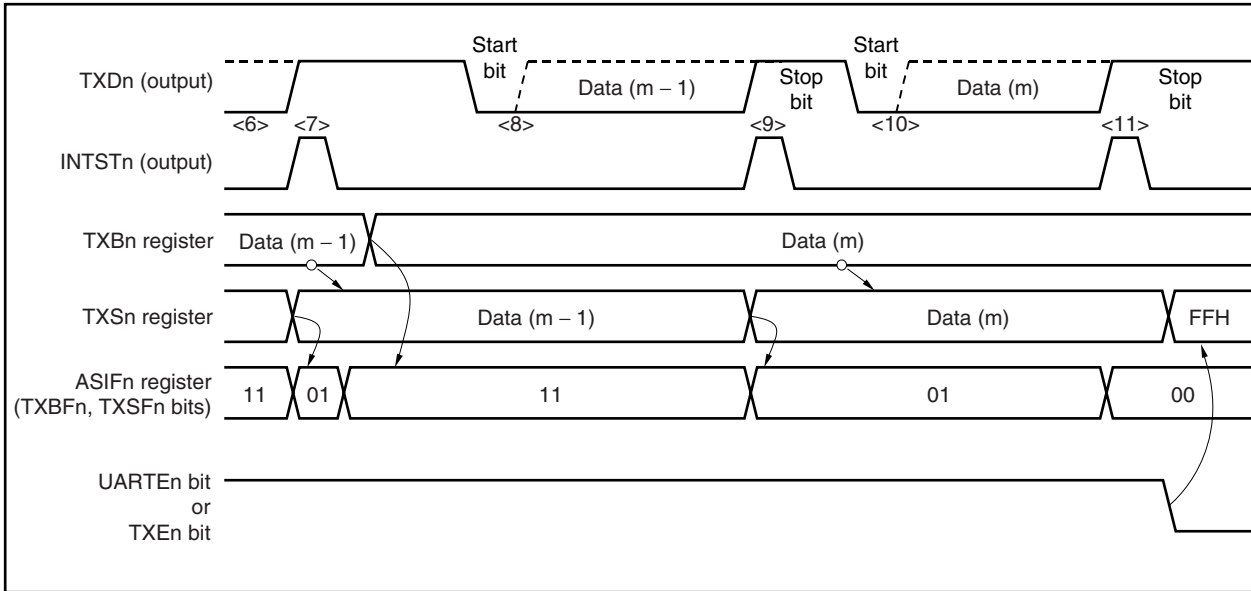 TXDn (output)
Start
bit
Data (m – 1)
Stop
bit
Start
bit
Data (m)
Stop
bit
<6>
<7>
<8>
<9>
<10>
<11>
INTSTn (output)
TXBn register
Data (m – 1)
Data (m)
TXSn register
Data (m – 1)
Data (m)
FFH
ASIFn register
(TXBFn, TXSFn bits)
11
01
11
01
00
UARTEn bit
or
TXEn bit